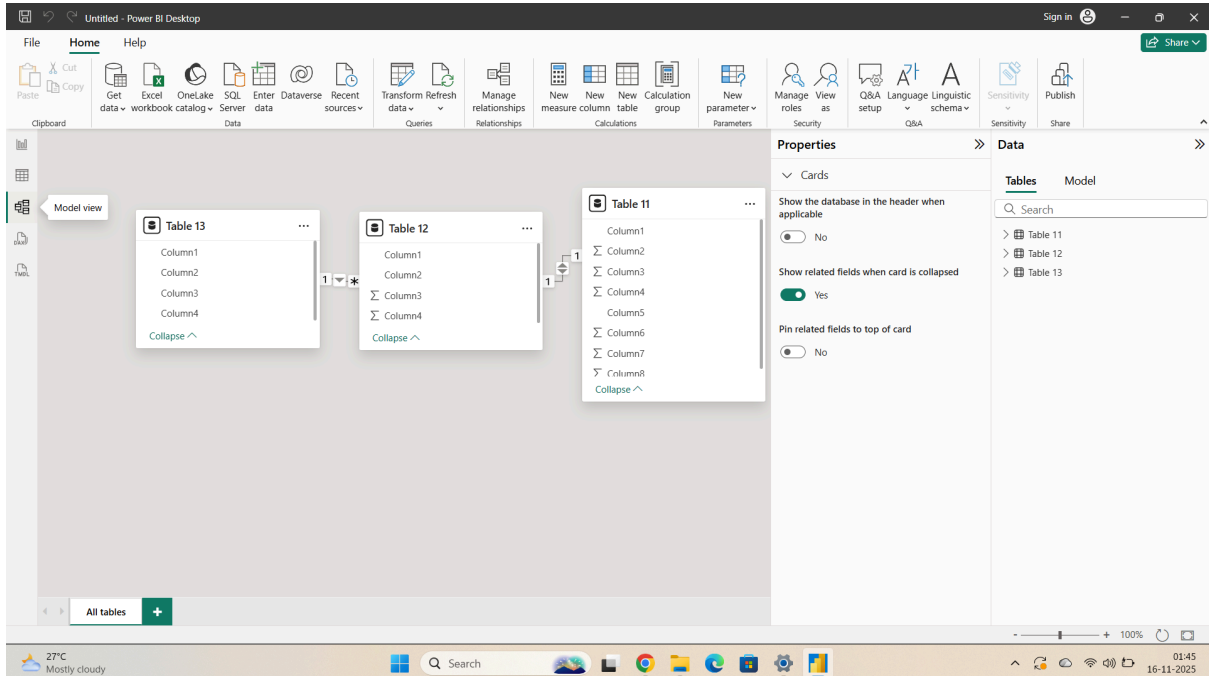 Untitled - Power BI Desktop
Sign in
File Home Help
Share
Paste
Cut
Copy
Clipboard
Get data
Excel workbook
OneLake catalog
SQL Server
Enter data
Dataverse
Recent sources
Data
Transform data
Refresh
Queries
Manage relationships
Relationships
New measure
New column
New table
Calculation group
Calculations
New parameter
Parameters
Manage roles
View as
Security
Q&A setup
Language
Linguistic schema
Q&A
Sensitivity
Sensitivity
Publish
Share
Model view
DAX
TMDL
Table 13
...
Column1
Column2
Column3
Column4
Collapse
1 *
Table 12
...
Column1
Column2
Σ Column3
Σ Column4
Collapse
1
1
Table 11
...
Column1
Σ Column2
Σ Column3
Σ Column4
Column5
Σ Column6
Σ Column7
Σ Column8
Collapse
Properties
Cards
Show the database in the header when
applicable
No
Show related fields when card is collapsed
Yes
Pin related fields to top of card
No
Data
Tables Model
Search
Table 11
Table 12
Table 13
All tables
+
- + 100%
27°C
Mostly cloudy
Search
01:45
16-11-2025